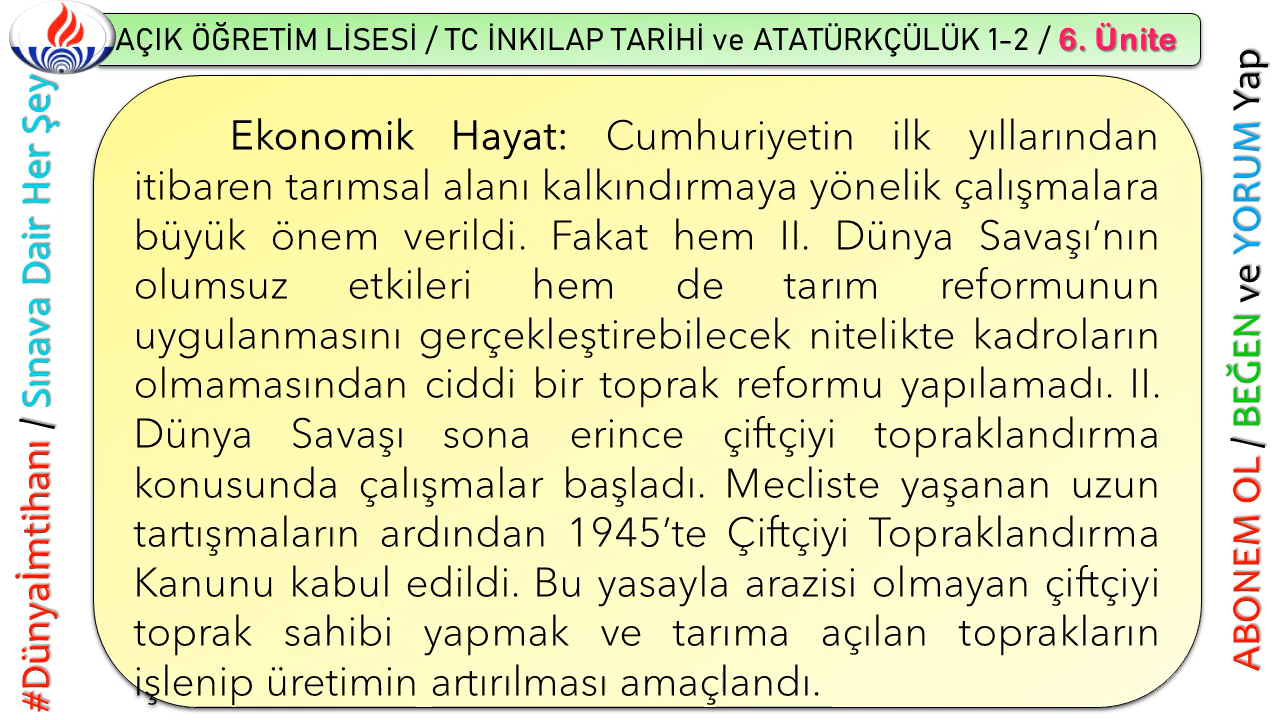 AÇIK ÖĞRETİM LİSESİ / TC İNKILAP TARİHİ ve ATATÜRKÇÜLÜK 1-2 / 6. Ünite
#Dünyaimtihanı / Sınava Dair Her Şey
Ekonomik Hayat: Cumhuriyetin ilk yıllarından
itibaren tarımsal alanı kalkındırmaya yönelik çalışmalara
büyük önem verildi. Fakat hem II. Dünya Savaşı’nın
olumsuz etkileri hem de tarım reformunun
uygulanmasını gerçekleştirebilecek nitelikte kadroların
olmamasından ciddi bir toprak reformu yapılamadı. II.
Dünya Savaşı sona erince çiftçiyi topraklandırma
konusunda çalışmalar başladı. Mecliste yaşanan uzun
tartışmaların ardından 1945’te Çiftçiyi Topraklandırma
Kanunu kabul edildi. Bu yasayla arazisi olmayan çiftçiyi
toprak sahibi yapmak ve tarıma açılan toprakların
işlenip üretimin artırılması amaçlandı.
ABONEM OL / BEĞEN ve YORUM Yap